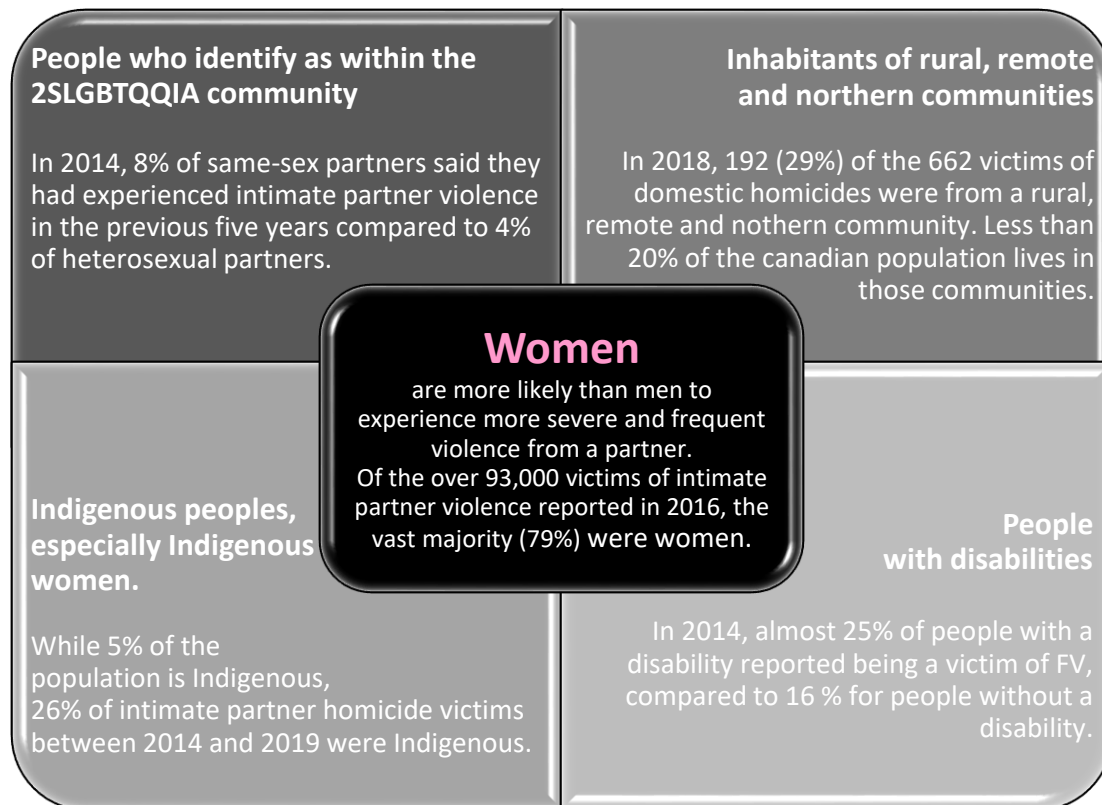 People who identify as within the
2SLGBTQQIA community
In 2014, 8% of same-sex partners said they
had experienced intimate partner violence
in the previous five years compared to 4%
of heterosexual partners.
Inhabitants of rural, remote
and northern communities
In 2018, 192 (29%) of the 662 victims of
domestic homicides were from a rural,
remote and nothern community. Less than
20% of the canadian population lives in
those communities.
Women
are more likely than men to
experience more severe and frequent
violence from a partner.
Of the over 93,000 victims of intimate
partner violence reported in 2016, the
vast majority (79%) were women.
Indigenous peoples,
especially Indigenous
women.
While 5% of the
population is Indigenous,
26% of intimate partner homicide victims
between 2014 and 2019 were Indigenous.
People
with disabilities
In 2014, almost 25% of people with a
disability reported being a victim of FV,
compared to 16 % for people without a
disability.